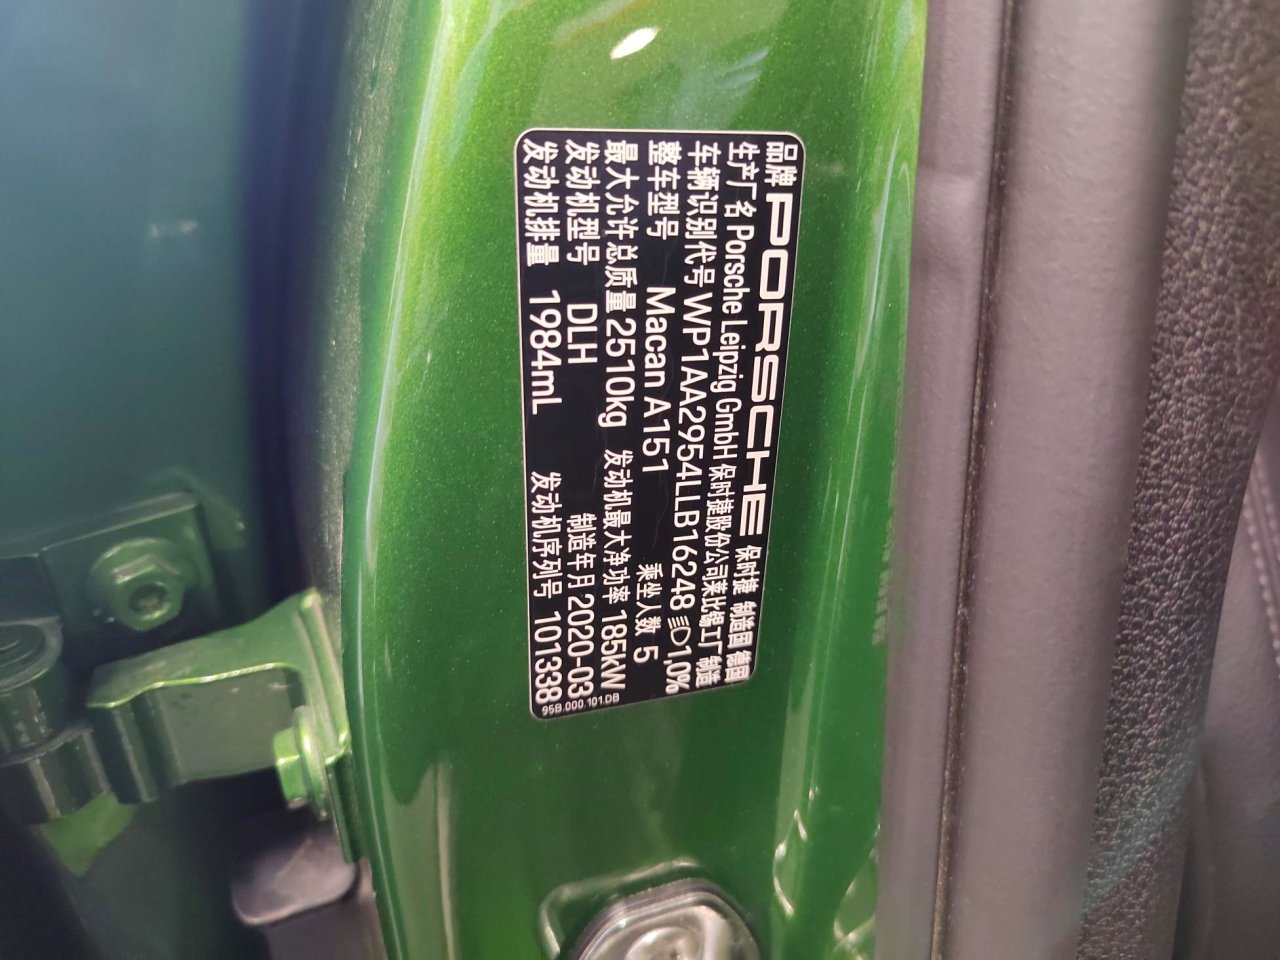 品牌 PORSCHE 保时捷 制造国 德国
生产厂名 Porsche Leipzig GmbH 保时捷股份公司莱比锡工厂 制造
车辆识别代号 WP1AA2954LLB16248 1,0%
整车型号 Macan A151 乘坐人数 5
最大允许总质量 2510kg 发动机最大净功率 185kW
发动机型号 DLH 制造年月 2020-03
发动机排量 1984mL 发动机序列号 101338
95B.000.101.DB